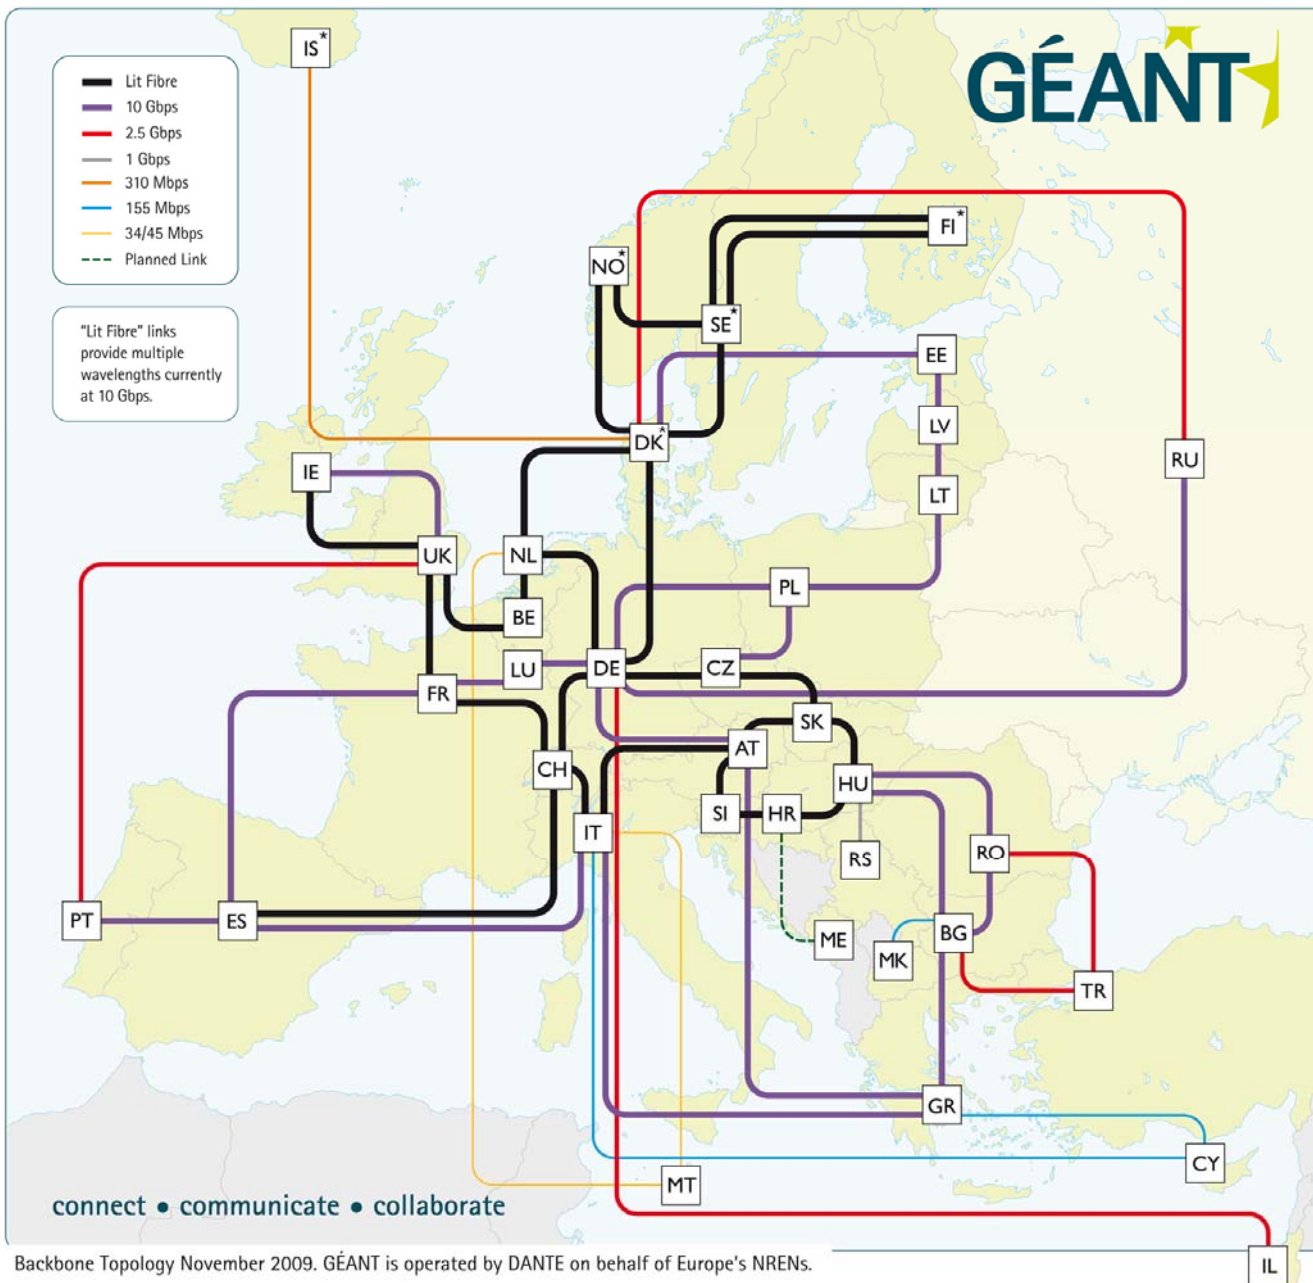 IS*
GÉANT
Lit Fibre
10 Gbps
2.5 Gbps
1 Gbps
310 Mbps
155 Mbps
34/45 Mbps
Planned Link
"Lit Fibre" links
provide multiple
wavelengths currently
at 10 Gbps.
FI*
NO*
SE*
EE
LV
DK*
RU
IE
LT
UK
NL
PL
BE
LU
DE
CZ
FR
SK
AT
CH
HU
SI
HR
IT
RS
RO
PT
ES
ME
MK
BG
TR
GR
CY
MT
connect • communicate • collaborate
Backbone Topology November 2009. GÉANT is operated by DANTE on behalf of Europe's NRENs.
IL